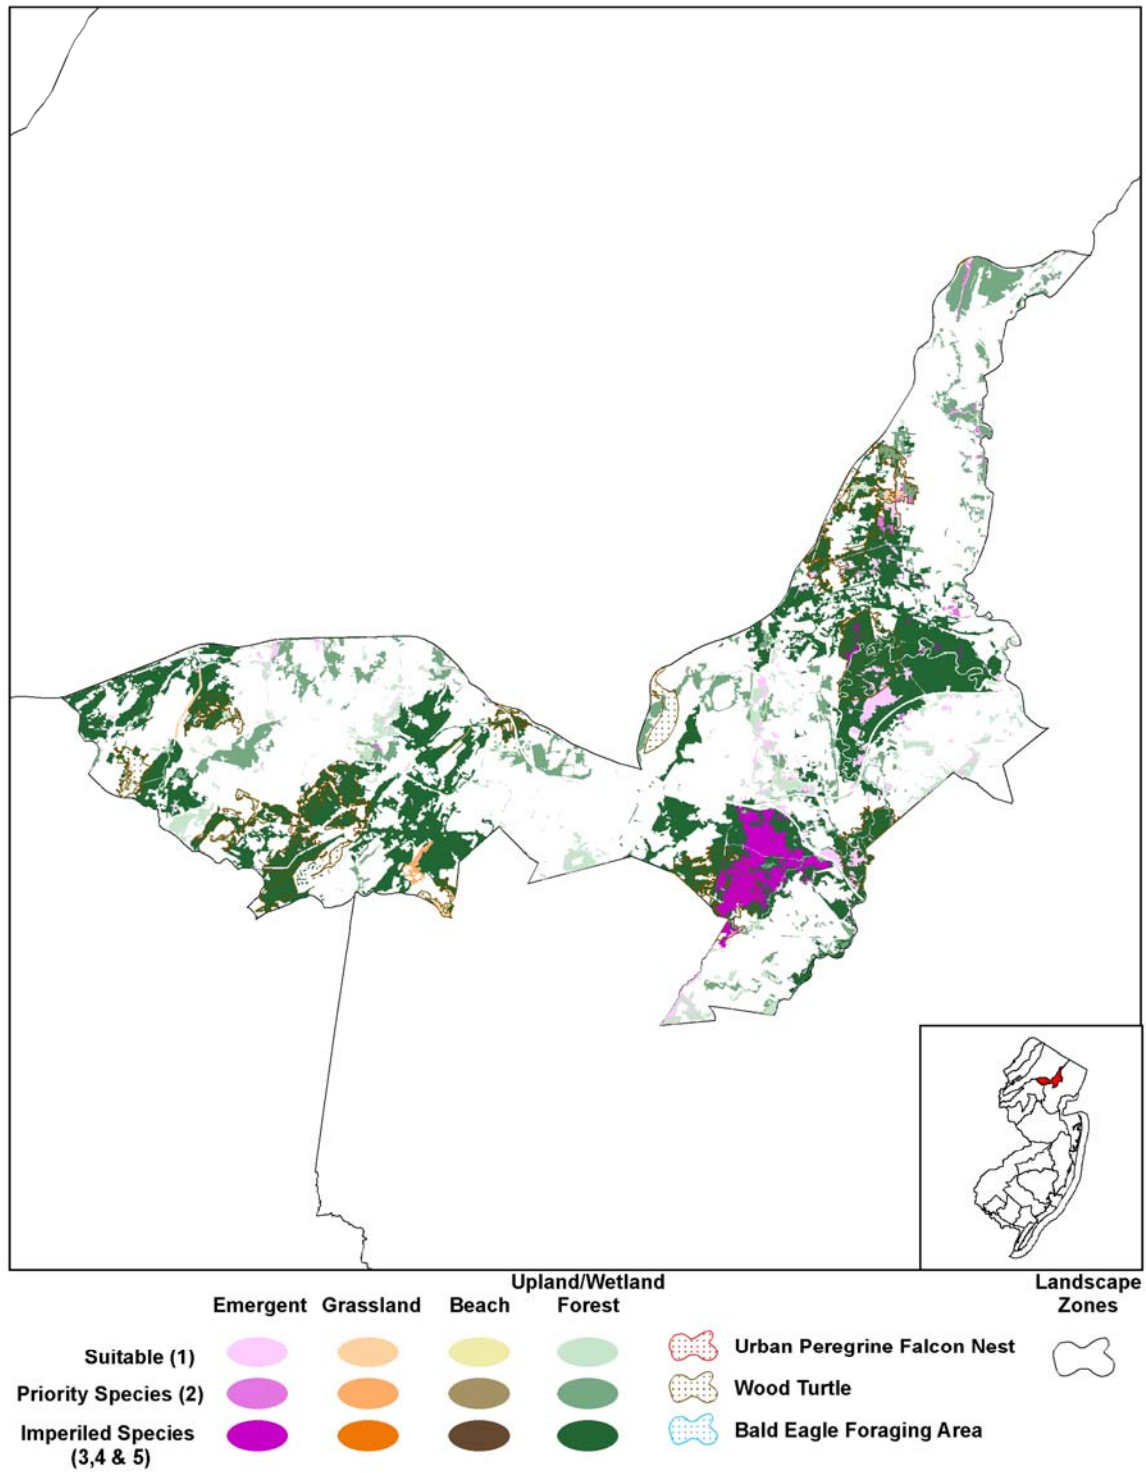 Upland/Wetland
Landscape
Emergent Grassland Beach Forest Zones
Suitable (1)
Urban Peregrine Falcon Nest
Priority Species (2)
Wood Turtle
Imperiled Species
Bald Eagle Foraging Area
(3,4 & 5)